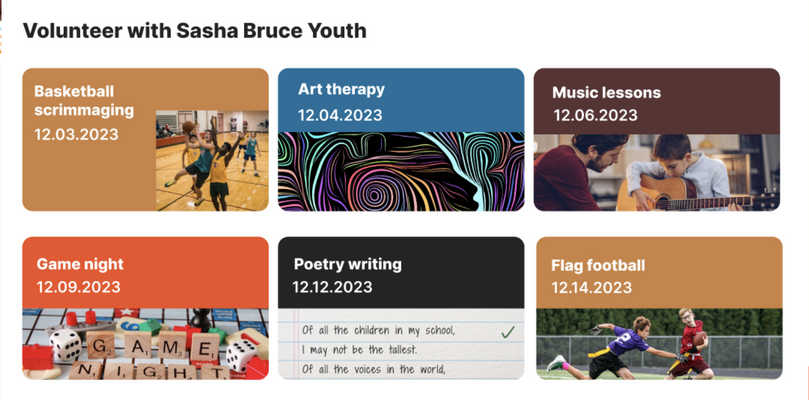 Volunteer with Sasha Bruce Youth
Basketball
scrimmaging
12.03.2023
Art therapy
12.04.2023
Music lessons
12.06.2023
Game night
12.09.2023
GAME
NIGHT
Poetry writing
12.12.2023
Of all the children in my school,
I may not be the tallest.
Of all the voices in the world,
Flag football
12.14.2023